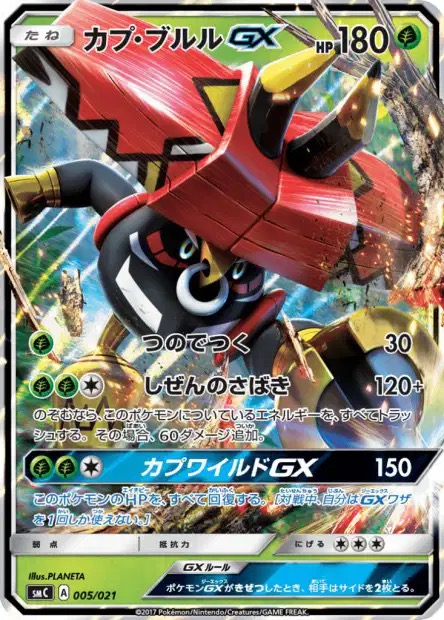 たね カプ・ブルルGX HP180
つのでつく 30
しぜんのさばき 120+
のぞむなら、このポケモンについているエネルギーを、すべてトラッ
シュする。その場合、60ダメージ追加。
カプワイルドGX 150
このポケモンのHPを、すべて回復する。[対戦中、自分はGXワザ
を1回しか使えない。]
弱点 抵抗力 にげる
Illus.PLANETA
GXルール
SMC A 005/021
ポケモンGXがきぜつしたとき、相手はサイドを2枚とる。
©2017 Pokémon/Nintendo/Creatures/GAME FREAK.